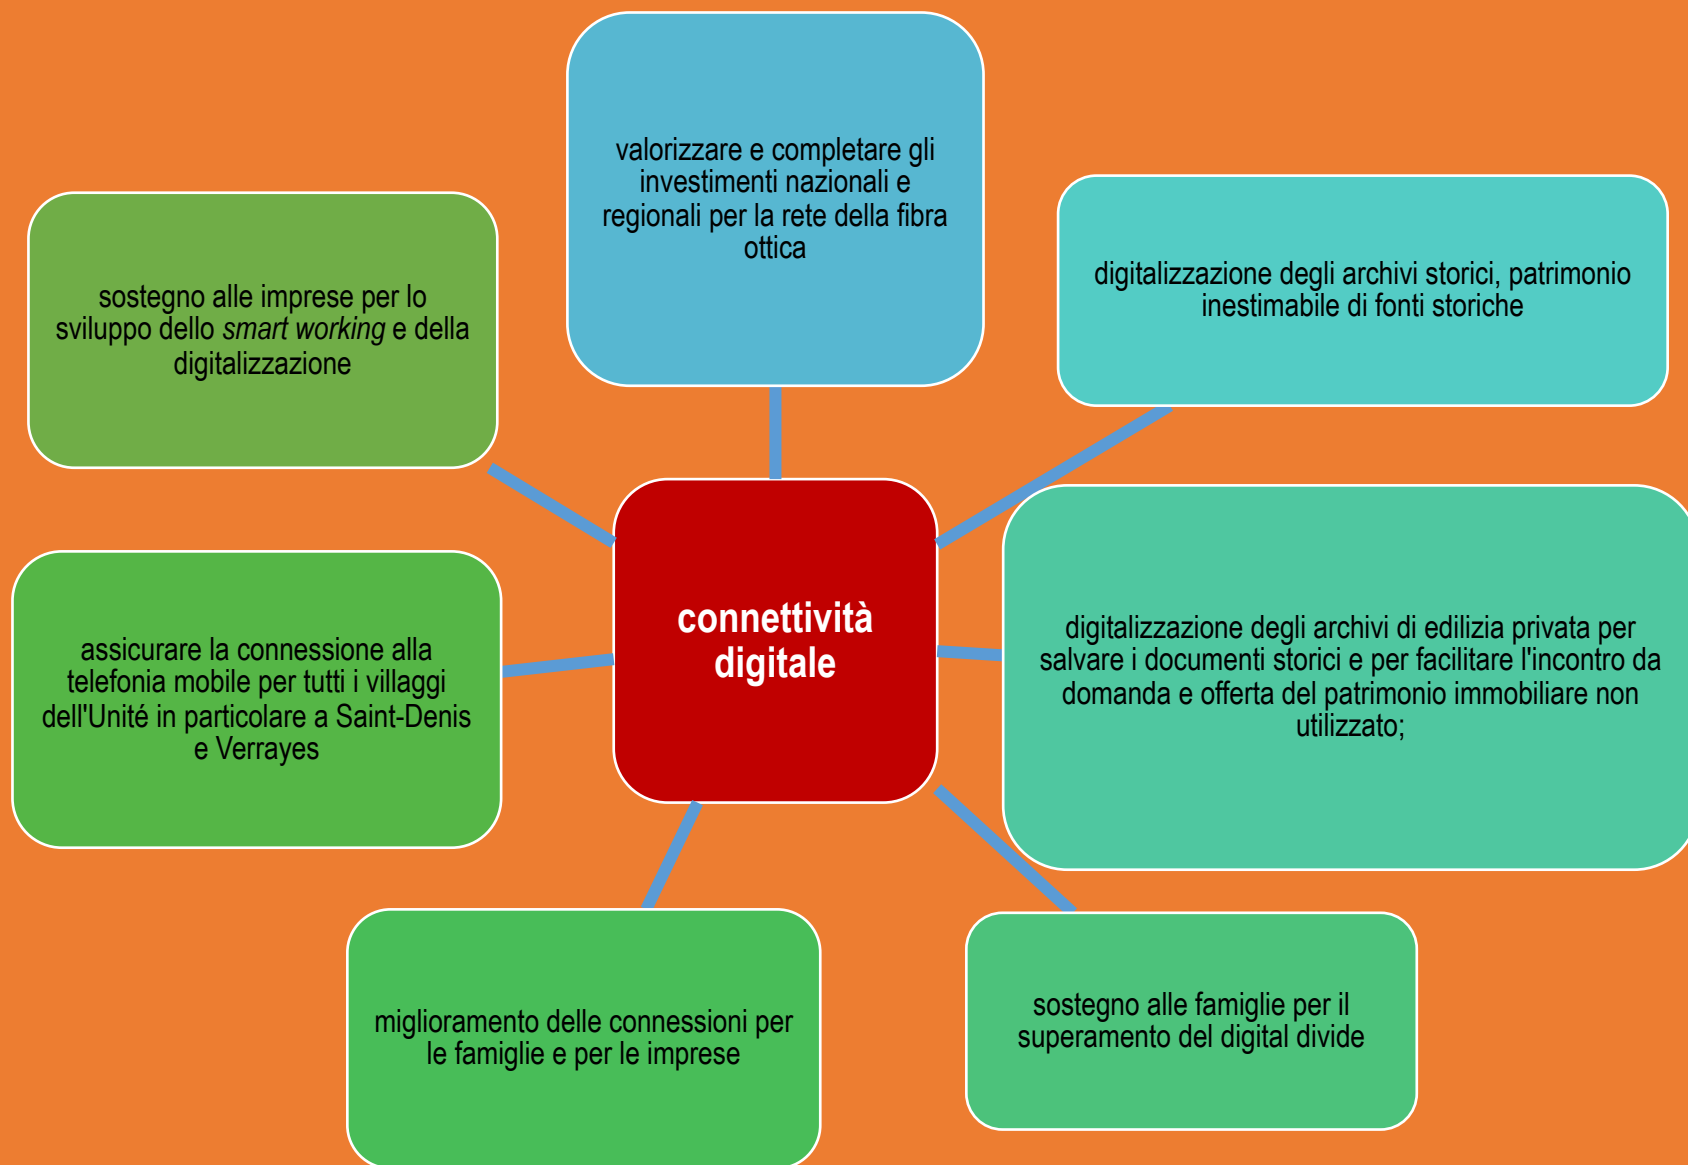 valorizzare e completare gli
investimenti nazionali e
regionali per la rete della fibra
ottica
digitalizzazione degli archivi storici, patrimonio
inestimabile di fonti storiche
digitalizzazione degli archivi di edilizia privata per
salvare i documenti storici e per facilitare l'incontro da
domanda e offerta del patrimonio immobiliare non
utilizzato;
sostegno alle famiglie per il
superamento del digital divide
miglioramento delle connessioni per
le famiglie e per le imprese
assicurare la connessione alla
telefonia mobile per tutti i villaggi
dell'Unité in particolare a Saint-Denis
e Verrayes
sostegno alle imprese per lo
sviluppo dello smart working e della
digitalizzazione
connettività
digitale